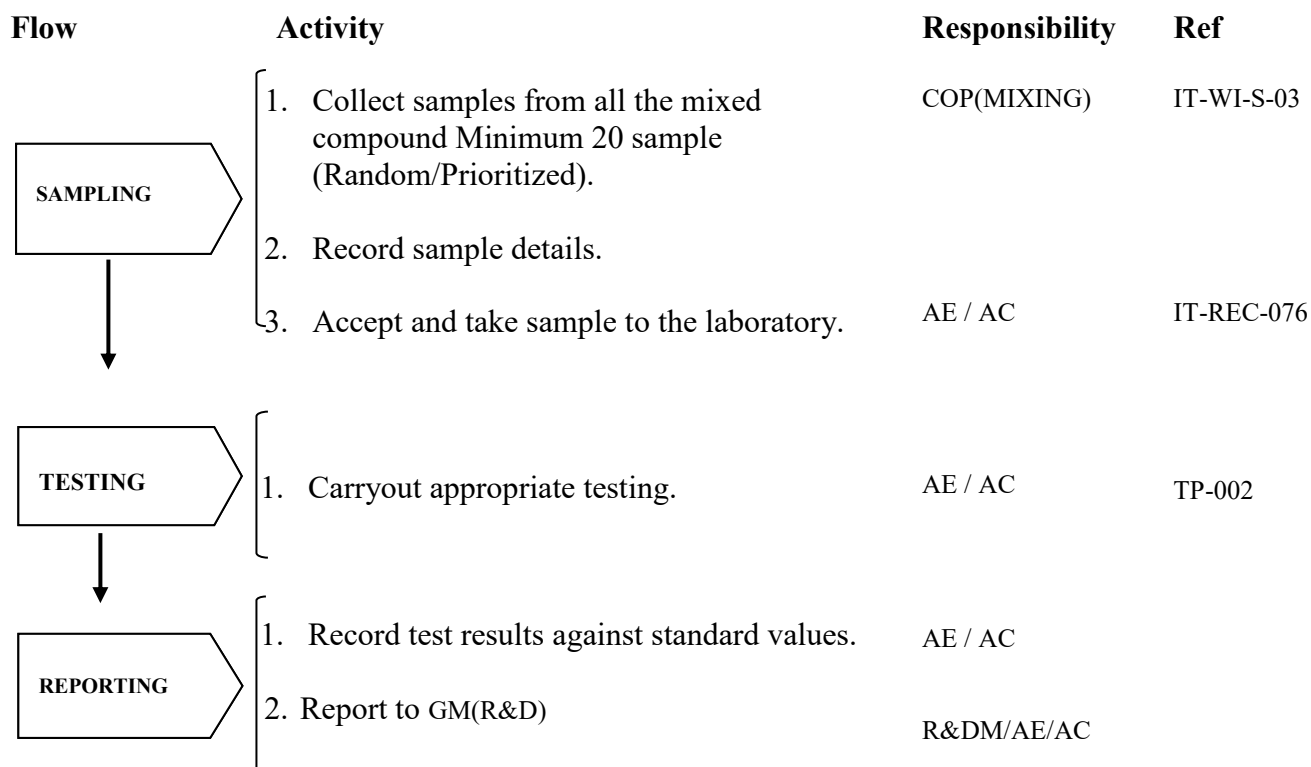 Flow Activity Responsibility Ref
1. Collect samples from all the mixed COP(MIXING) IT-WI-S-03
compound Minimum 20 sample
(Random/Prioritized).
SAMPLING
2. Record sample details.
3. Accept and take sample to the laboratory. AE / AC IT-REC-076
TESTING 1. Carryout appropriate testing. AE / AC TP-002
1. Record test results against standard values. AE / AC
REPORTING
2. Report to GM(R&D)
R&DM/AE/AC